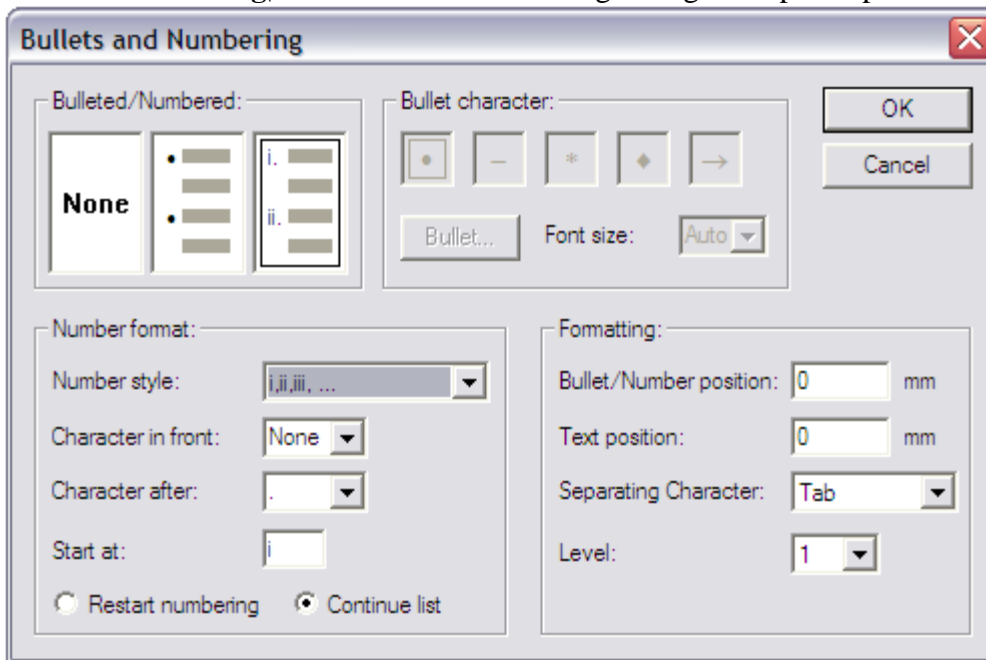 Bullets and Numbering
Bulleted/Numbered:
None
i.
ii.
Bullet character:
• – * ◆ →
Bullet... Font size: Auto
OK
Cancel
Number format:
Number style: i,ii,iii, ...
Character in front: None
Character after: .
Start at: i
Restart numbering Continue list
Formatting:
Bullet/Number position: 0 mm
Text position: 0 mm
Separating Character: Tab
Level: 1